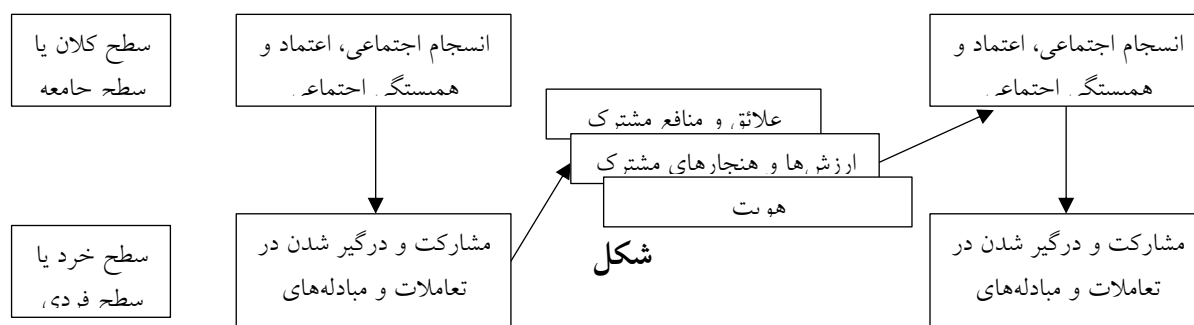 سطح کلان یا
سطح جامعه
انسجام اجتماعی، اعتماد و
همبستگی اجتماعی
انسجام اجتماعی، اعتماد و
همبستگی اجتماعی
علائق و منافع مشترک
ارزش‌ها و هنجارهای مشترک
هویت
شکل
سطح خرد یا
سطح فردی
مشارکت و درگیر شدن در
تعاملات و مبادله‌های
مشارکت و درگیر شدن در
تعاملات و مبادله‌های